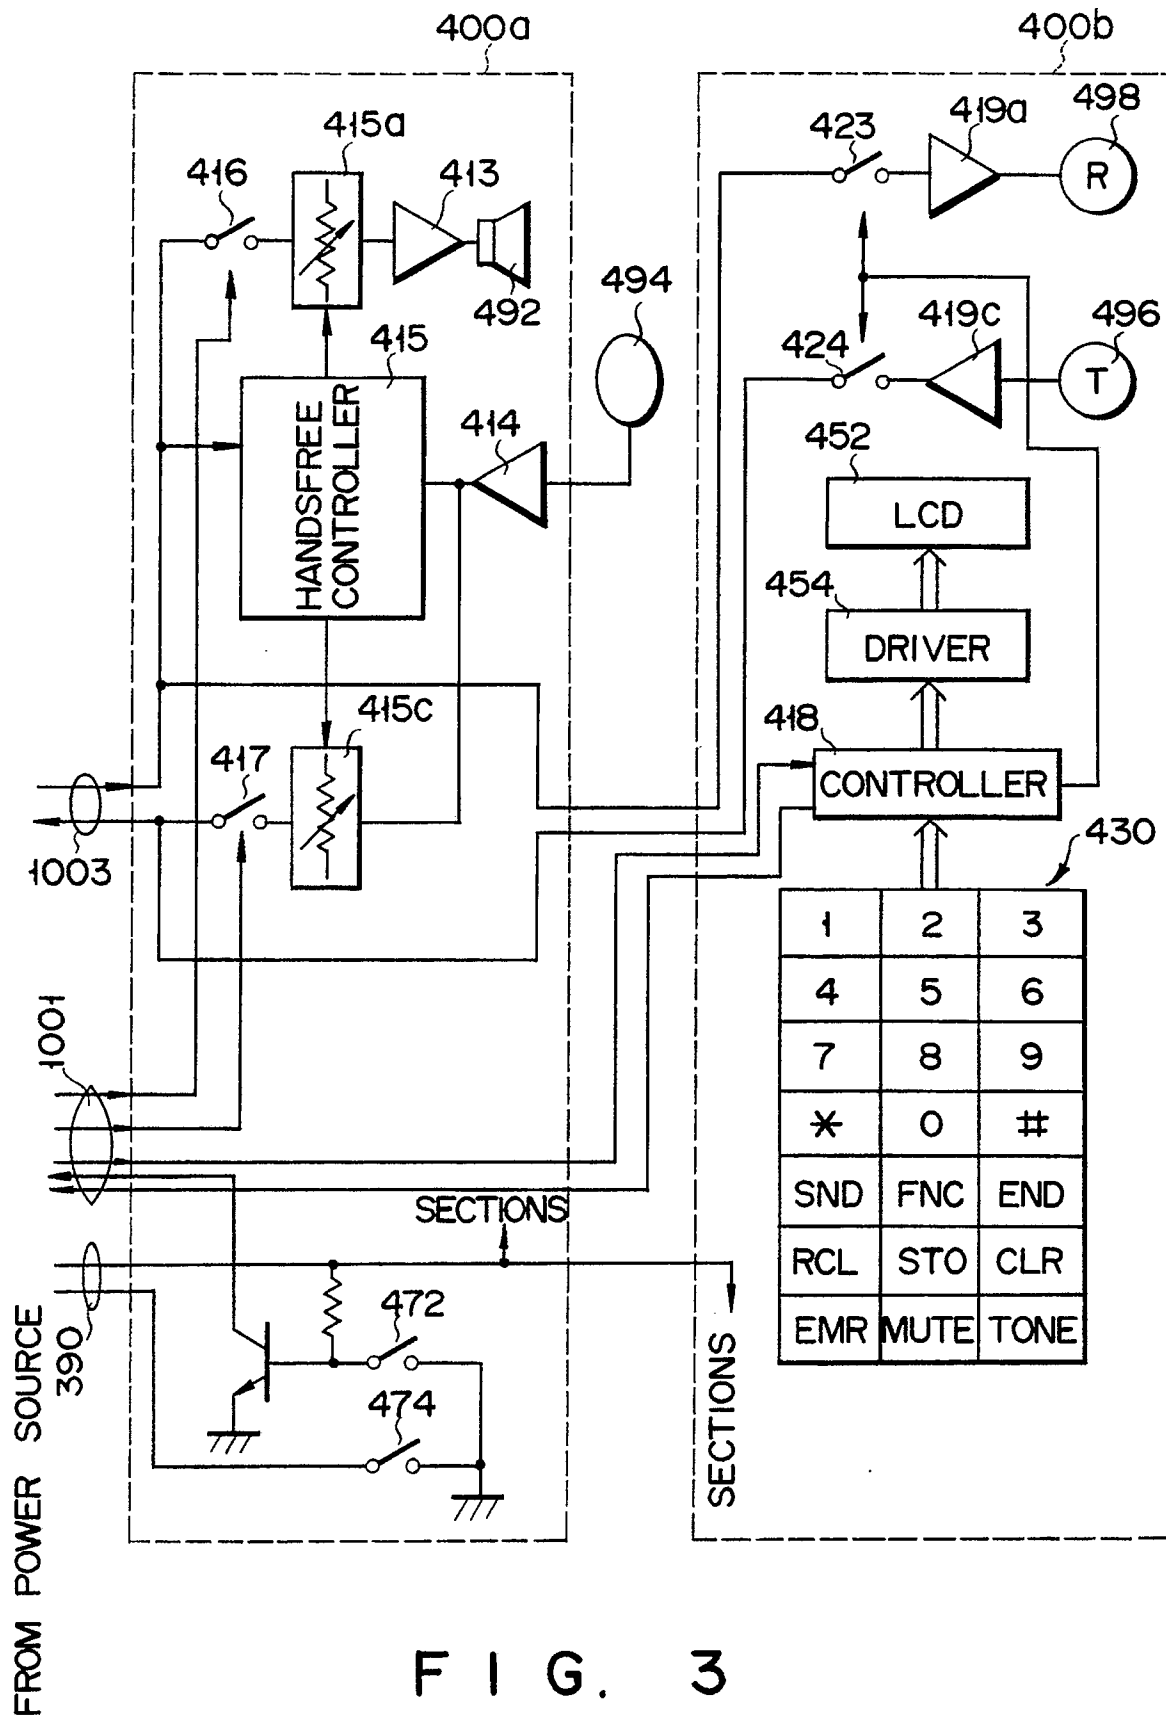 400a
400b
415a
416
413
492
494
415
HANDSFREE
CONTROLLER
414
415c
417
1003
1001
390
FROM POWER SOURCE
SECTIONS
472
474
423
419a
498
R
424
419c
496
T
452
LCD
454
DRIVER
418
CONTROLLER
430
1 2 3
4 5 6
7 8 9
* 0 #
SND FNC END
RCL STO CLR
EMR MUTE TONE
SECTIONS
FIG. 3